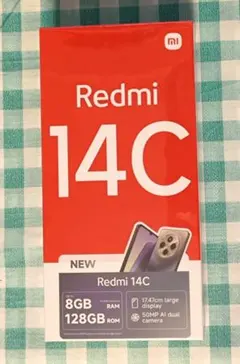 mi
Redmi
14C
NEW
Redmi 14C
8GB RAM
128GB ROM
17.47cm large
display
50MP AI dual
camera